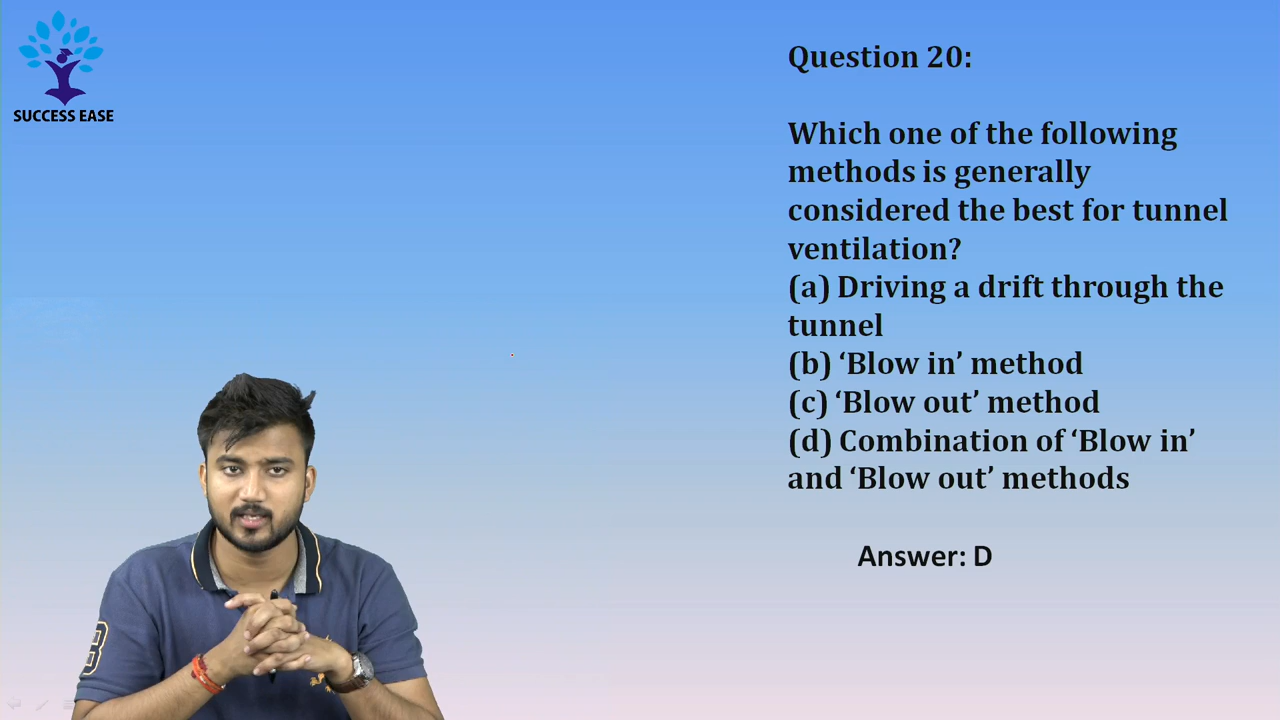 SUCCESS EASE
Question 20:
Which one of the following
methods is generally
considered the best for tunnel
ventilation?
(a) Driving a drift through the
tunnel
(b) ‘Blow in’ method
(c) ‘Blow out’ method
(d) Combination of ‘Blow in’
and ‘Blow out’ methods
Answer: D